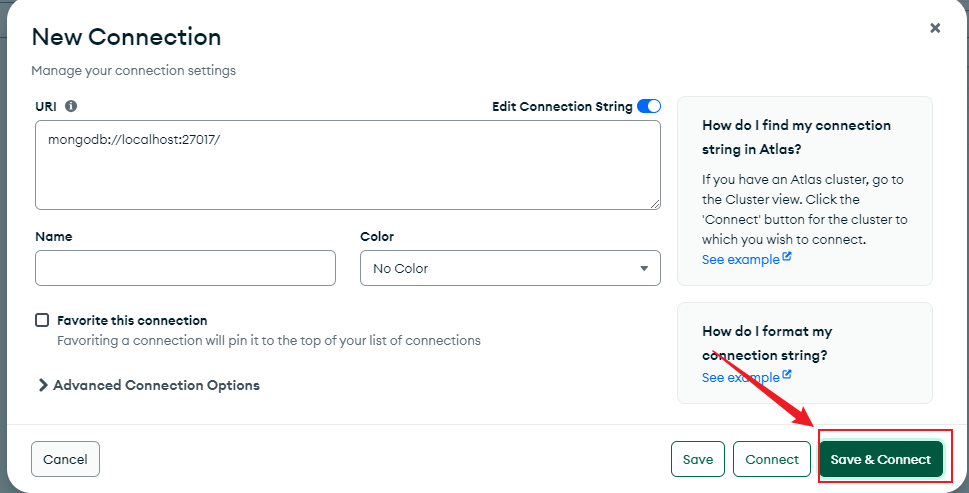 New Connection
Manage your connection settings
URI
Edit Connection String
mongodb://localhost:27017/
Name
Color
No Color
Favorite this connection
Favoriting a connection will pin it to the top of your list of connections
Advanced Connection Options
How do I find my connection
string in Atlas?
If you have an Atlas cluster, go to
the Cluster view. Click the
'Connect' button for the cluster to
which you wish to connect.
See example
How do I format my
connection string?
See example
Cancel
Save
Connect
Save & Connect